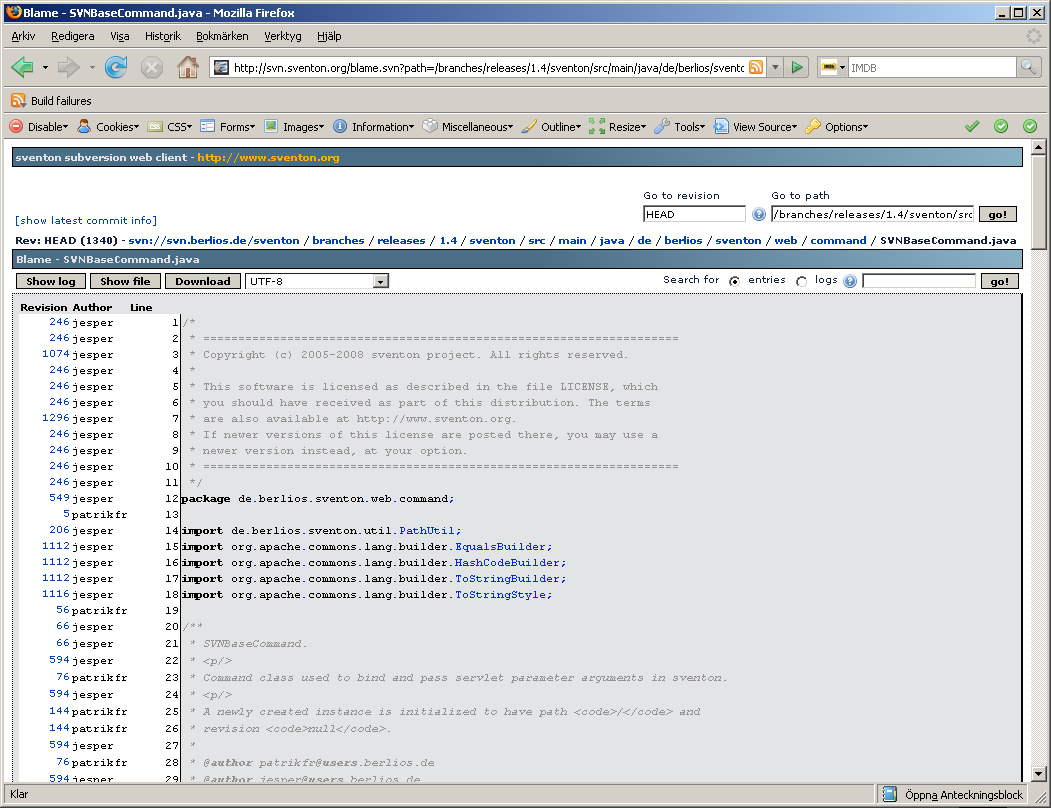 Blame - SVNBaseCommand.java - Mozilla Firefox
Arkiv Redigera Visa Historik Bokmärken Verktyg Hjälp
http://svn.sventon.org/blame.svn?path=/branches/releases/1.4/sventon/src/main/java/de/berlios/svento IMDB
Build failures
Disable Cookies CSS Forms Images Information Miscellaneous Outline Resize Tools View Source Options
sventon subversion web client - http://www.sventon.org
Go to revision Go to path
[show latest commit info] HEAD /branches/releases/1.4/sventon/src go!
Rev: HEAD (1340) - svn://svn.berlios.de/sventon / branches / releases / 1.4 / sventon / src / main / java / de / berlios / sventon / web / command / SVNBaseCommand.java
Blame - SVNBaseCommand.java
Show log Show file Download UTF-8 Search for entries logs go!
Revision Author Line
246 jesper 1 /*
246 jesper 2 * ====================================================================
1074 jesper 3 * Copyright (c) 2005-2008 sventon project. All rights reserved.
246 jesper 4 *
246 jesper 5 * This software is licensed as described in the file LICENSE, which
246 jesper 6 * you should have received as part of this distribution. The terms
1296 jesper 7 * are also available at http://www.sventon.org.
246 jesper 8 * If newer versions of this license are posted there, you may use a
246 jesper 9 * newer version instead, at your option.
246 jesper 10 * ====================================================================
246 jesper 11 */
549 jesper 12 package de.berlios.sventon.web.command;
5 patrikfr 13
206 jesper 14 import de.berlios.sventon.util.PathUtil;
1112 jesper 15 import org.apache.commons.lang.builder.EqualsBuilder;
1112 jesper 16 import org.apache.commons.lang.builder.HashCodeBuilder;
1112 jesper 17 import org.apache.commons.lang.builder.ToStringBuilder;
1116 jesper 18 import org.apache.commons.lang.builder.ToStringStyle;
56 patrikfr 19
66 jesper 20 /**
66 jesper 21 * SVNBaseCommand.
594 jesper 22 * <p/>
76 patrikfr 23 * Command class used to bind and pass servlet parameter arguments in sventon.
594 jesper 24 * <p/>
144 patrikfr 25 * A newly created instance is initialized to have path <code>/</code> and
144 patrikfr 26 * revision <code>null</code>.
594 jesper 27 *
76 patrikfr 28 * @author patrikfr@users.berlios.de
594 jesper 29 * @author jesper@users.berlios.de
Klar Öppna Anteckningsblock